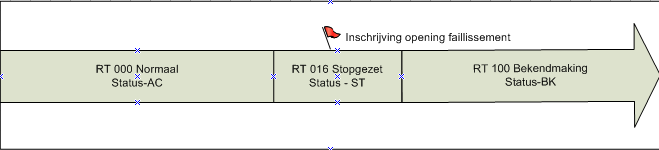 Inschrijving opening faillissement
RT 000 Normaal
Status-AC
RT 016 Stopgezet
Status - ST
RT 100 Bekendmaking
Status-BK